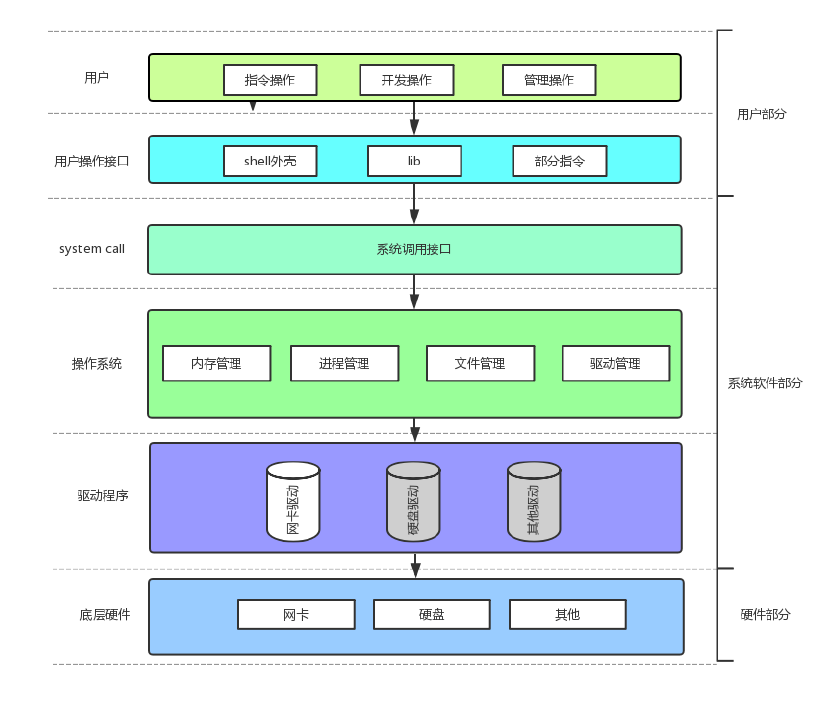 用户
指令操作
开发操作
管理操作
用户部分
用户操作接口
shell外壳
lib
部分指令
system call
系统调用接口
操作系统
内存管理
进程管理
文件管理
驱动管理
系统软件部分
驱动程序
网卡驱动
硬盘驱动
其他驱动
底层硬件
网卡
硬盘
其他
硬件部分